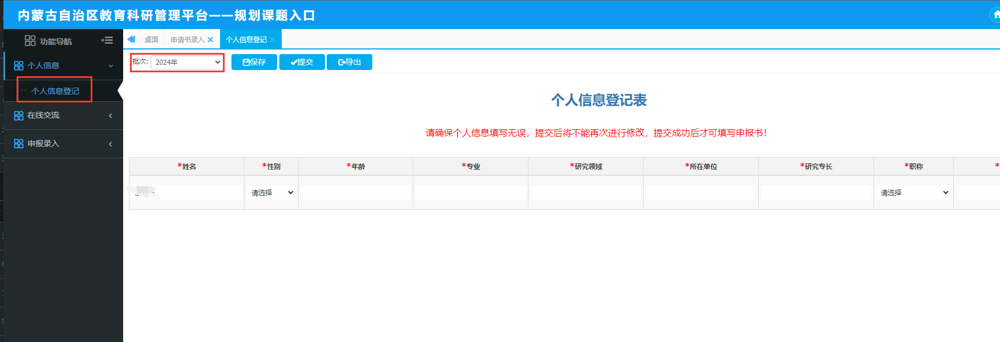 内蒙古自治区教育科研管理平台——规划课题入口
功能导航
桌面 申请书录入 个人信息登记
个人信息
批次: 2024年 保存 提交 导出
个人信息登记
在线交流
申报录入
个人信息登记表
请确保个人信息填写无误，提交后将不能再次进行修改，提交成功后才可填写申报书！
*姓名 *性别 *年龄 *专业 *研究领域 *所在单位 *研究专长 *职称 *
请选择 请选择